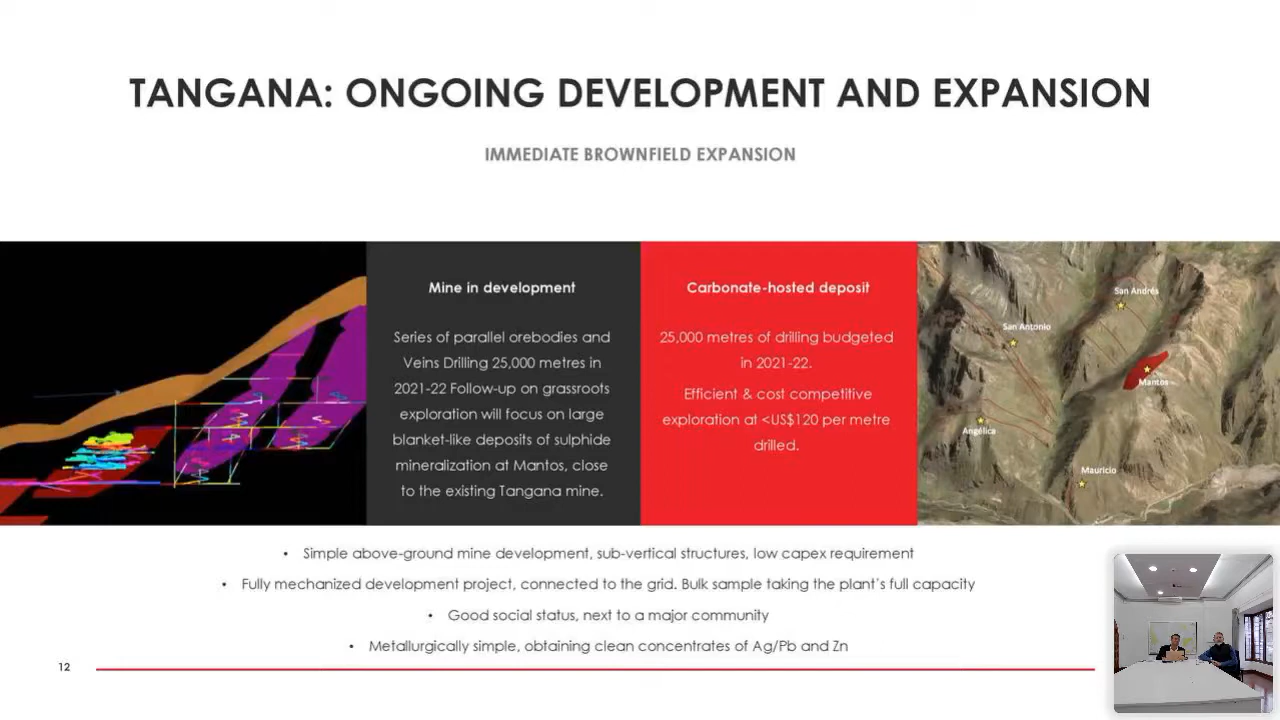 TANGANA: ONGOING DEVELOPMENT AND EXPANSION
IMMEDIATE BROWNFIELD EXPANSION
Mine in development
Series of parallel orebodies and
Veins Drilling 25,000 metres in
2021-22 Follow-up on grassroots
exploration will focus on large
blanket-like deposits of sulphide
mineralization at Mantos, close
to the existing Tangana mine.
Carbonate-hosted deposit
25,000 metres of drilling budgeted
in 2021-22.
Efficient & cost competitive
exploration at <US$120 per metre
drilled.
San Andrés
San Antonio
Mantos
Angélica
Mauricio
• Simple above-ground mine development, sub-vertical structures, low capex requirement
• Fully mechanized development project, connected to the grid. Bulk sample taking the plant's full capacity
• Good social status, next to a major community
• Metallurgically simple, obtaining clean concentrates of Ag/Pb and Zn
12